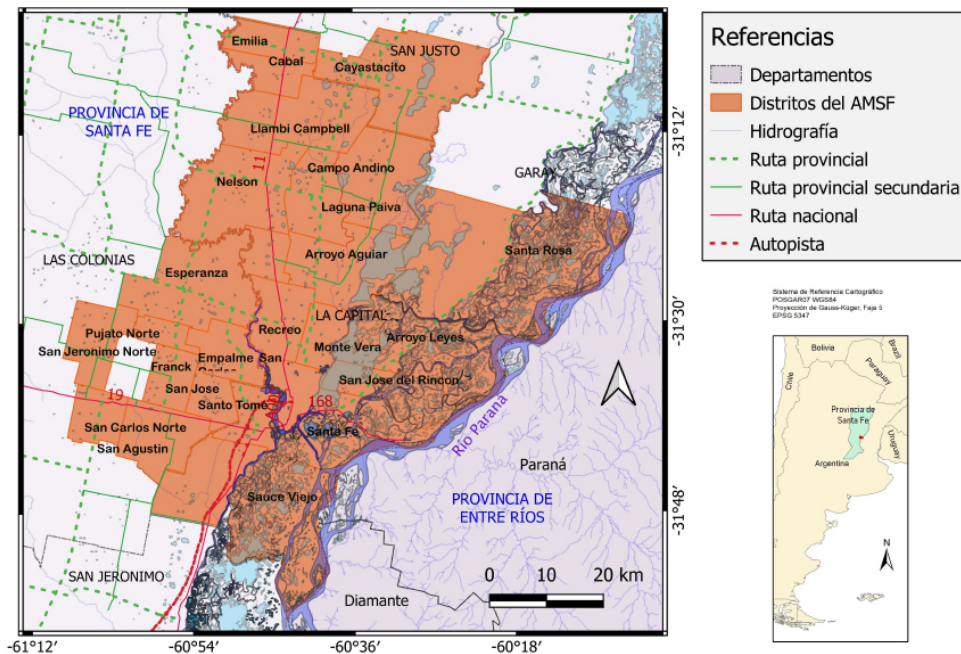 Emilia
Cabal
SAN JUSTO
Cayastacito
PROVINCIA DE
SANTA FE
Llambi Campbell
11
Campo Andino
Nelson
GARAY
Laguna Paiva
Santa Rosa
Arroyo Aguiar
LAS COLONIAS
Esperanza
LA CAPITAL
Recreo
Pujato Norte
Monte Vera
Arroyo Leyes
San Jeronimo Norte
Empalme San
Franck
San Jose del Rincon
San Jose
19
Santo Tomé
168
San Carlos Norte
Santa Fe
Río Paraná
San Agustin
Paraná
Sauce Viejo
PROVINCIA DE
ENTRE RÍOS
SAN JERONIMO
0 10 20 km
Diamante
-61°12′ -60°54′ -60°36′ -60°18′
-31°12′
-31°30′
-31°48′
Referencias
Departamentos
Distritos del AMSF
Hidrografía
Ruta provincial
Ruta provincial secundaria
Ruta nacional
Autopista
Sistema de Referencia Cartográfico
POSGAR07 WGS84
Proyección de Gauss-Kúger, Faja 5
EPSG 5347
Bolivia
Brazil
Paraguay
Chile
Provincia de
Santa Fe
Uruguay
Argentina
N